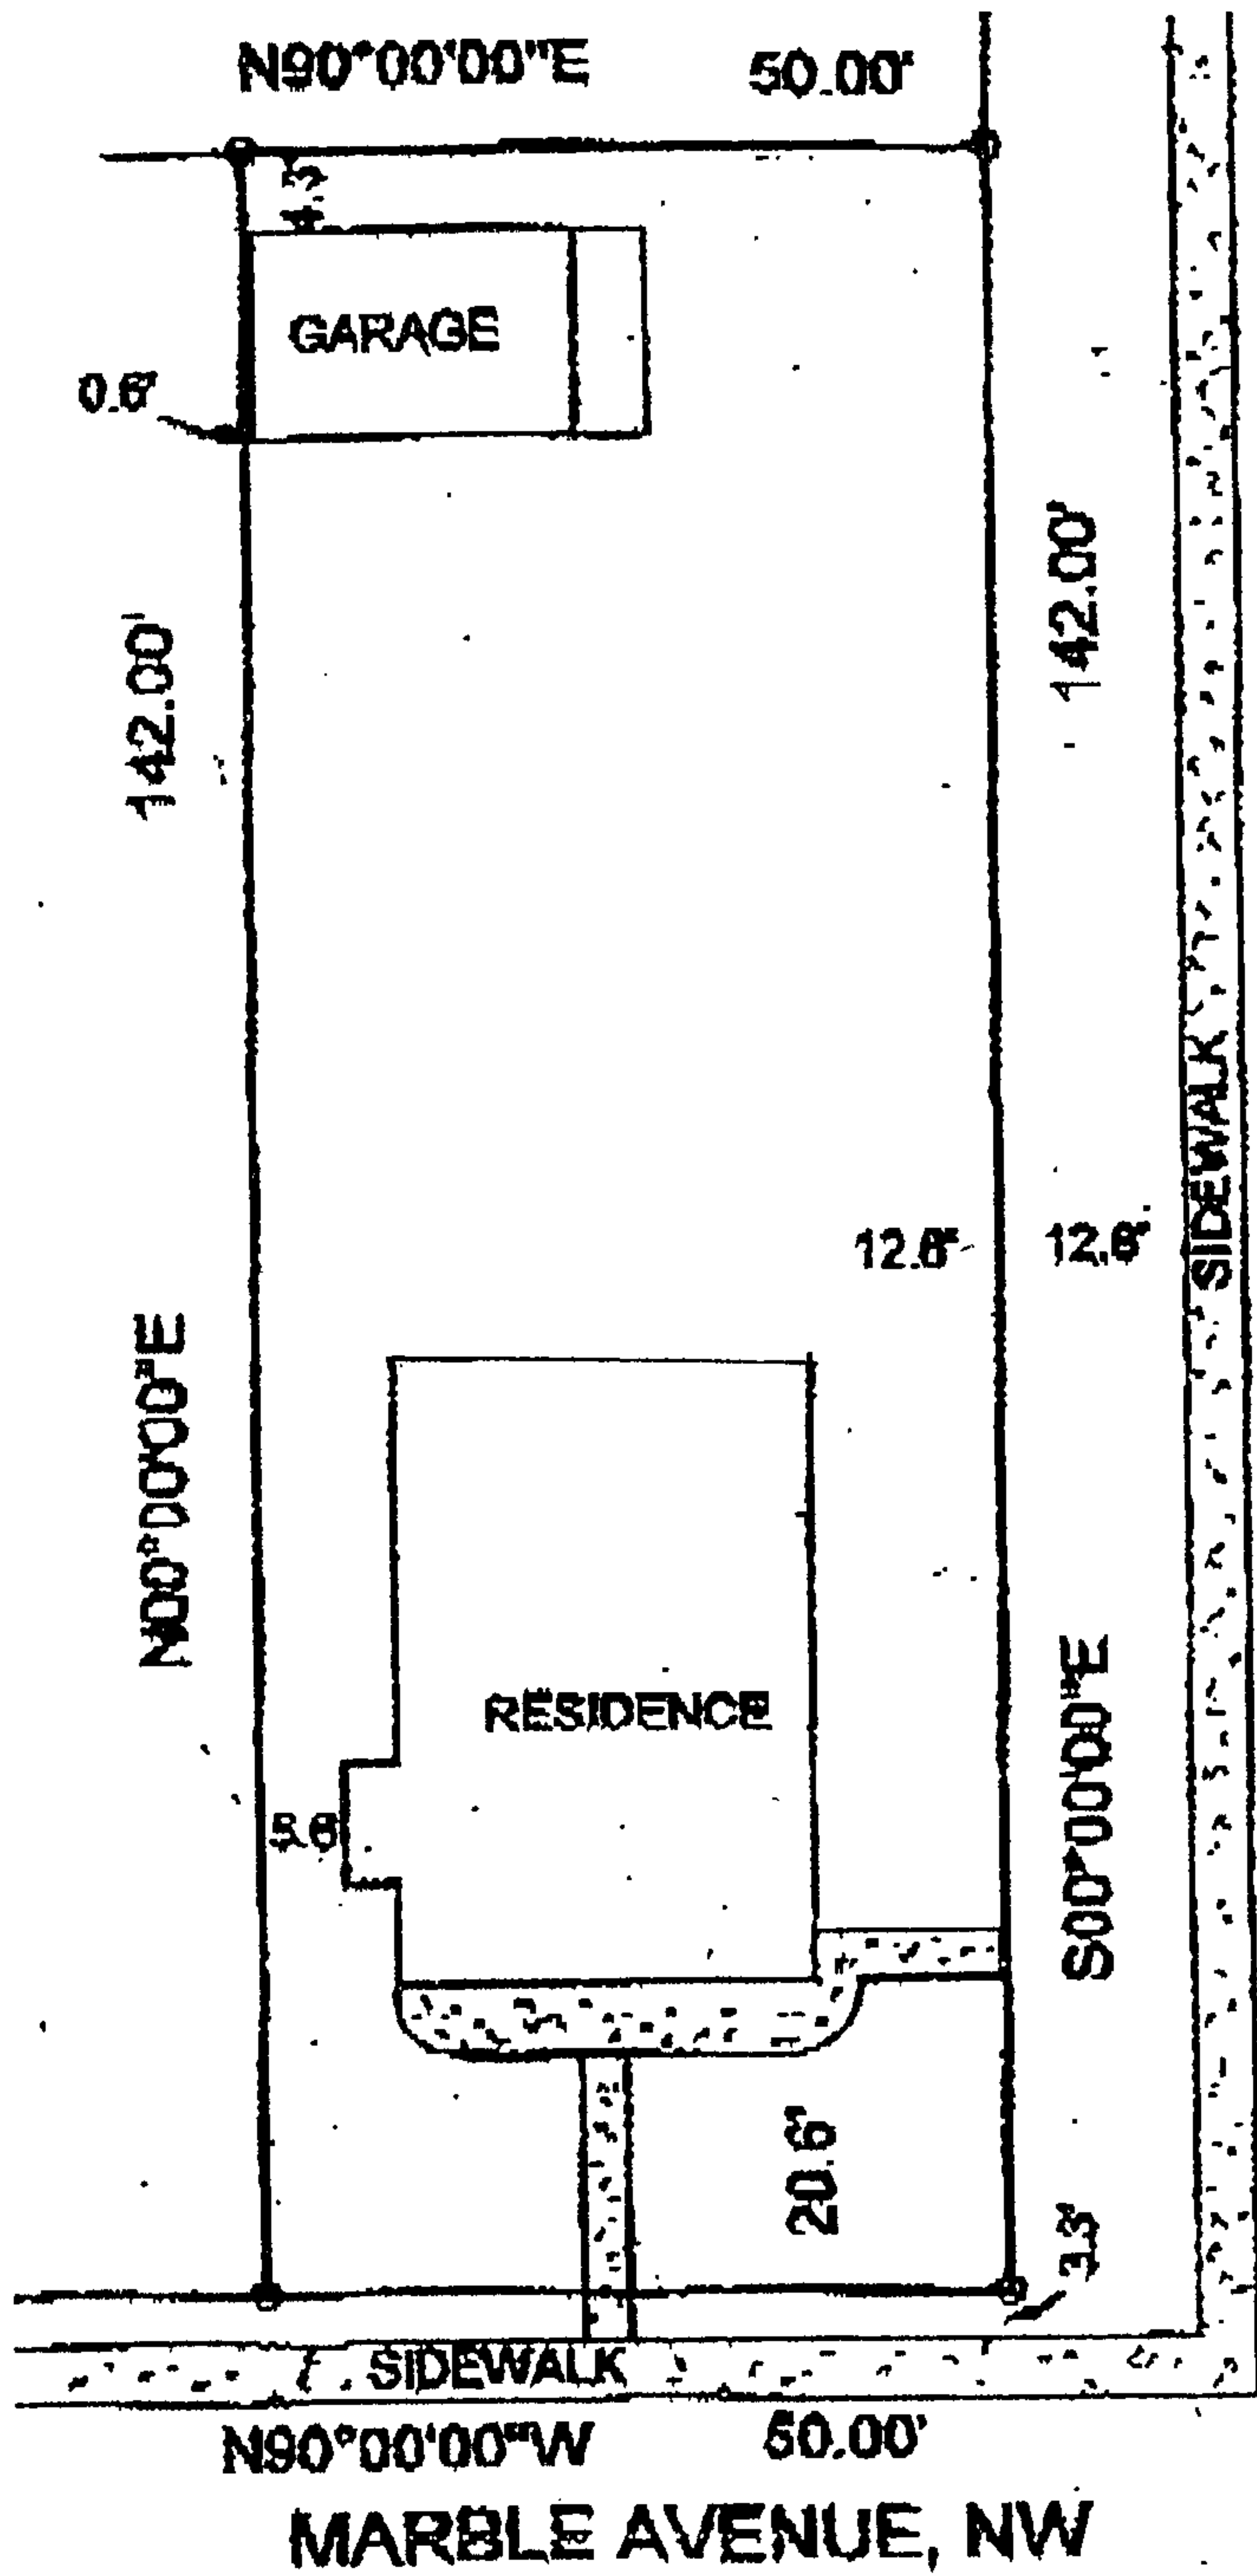 N90°00'00"E 50.00'
4.3'
GARAGE
0.6'
142.00'
142.00'
12.6'
12.6'
SIDEWALK
N00°00'00"E
RESIDENCE
5.6
S00°00'00"E
20.6'
3.3'
SIDEWALK
N90°00'00"W 50.00'
MARBLE AVENUE, NW